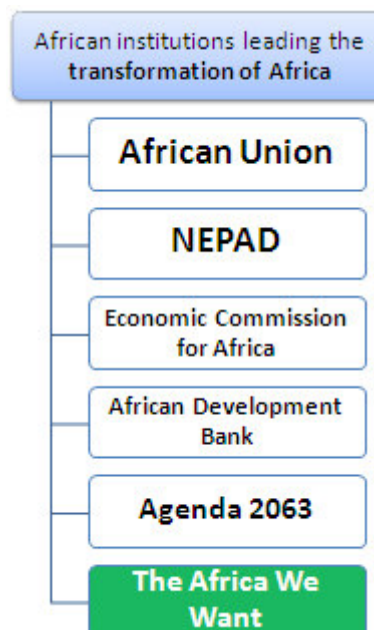 African institutions leading the
transformation of Africa
African Union
NEPAD
Economic Commission
for Africa
African Development
Bank
Agenda 2063
The Africa We
Want